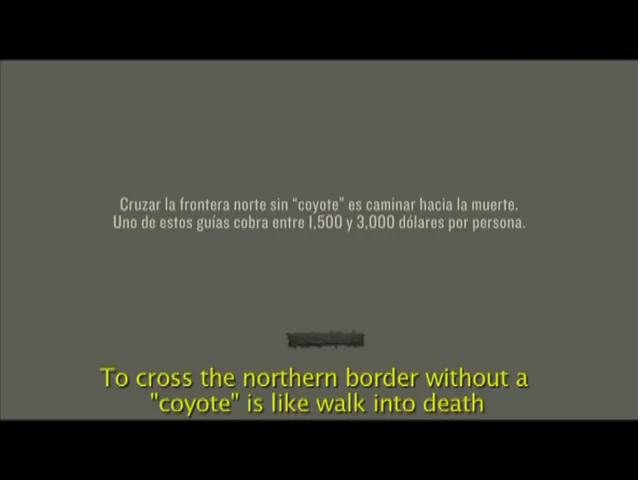 Cruzar la frontera norte sin "coyote" es caminar hacia la muerte.
Uno de estos guías cobra entre 1,500 y 3,000 dólares por persona.
To cross the northern border without a
"coyote" is like walk into death